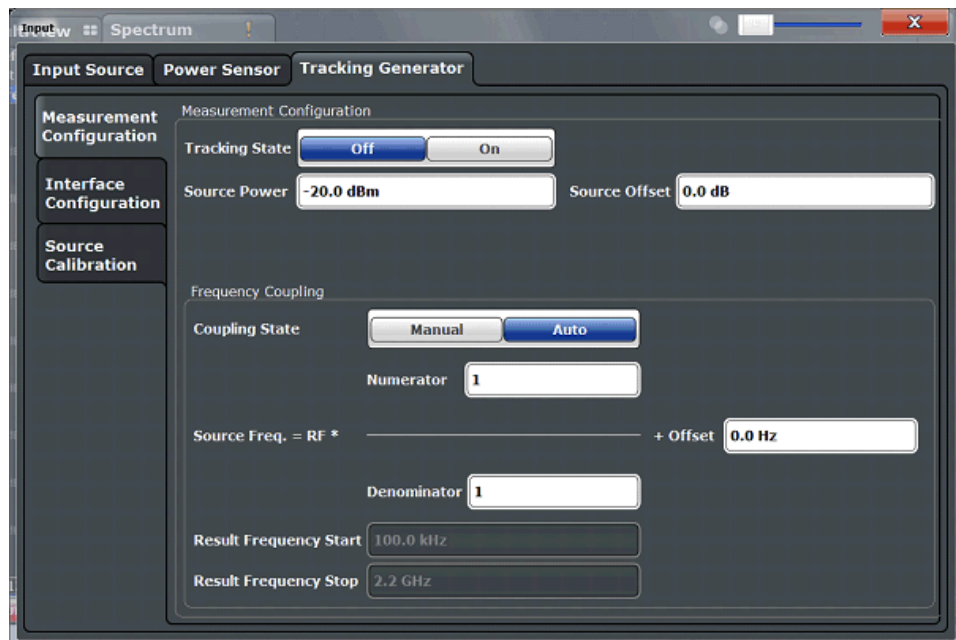 Input
w
Spectrum !
X
Input Source Power Sensor Tracking Generator
Measurement Configuration
Interface Configuration
Source Calibration
Measurement Configuration
Tracking State Off On
Source Power -20.0 dBm Source Offset 0.0 dB
Frequency Coupling
Coupling State Manual Auto
Numerator 1
Source Freq. = RF * + Offset 0.0 Hz
Denominator 1
Result Frequency Start 100.0 kHz
Result Frequency Stop 2.2 GHz